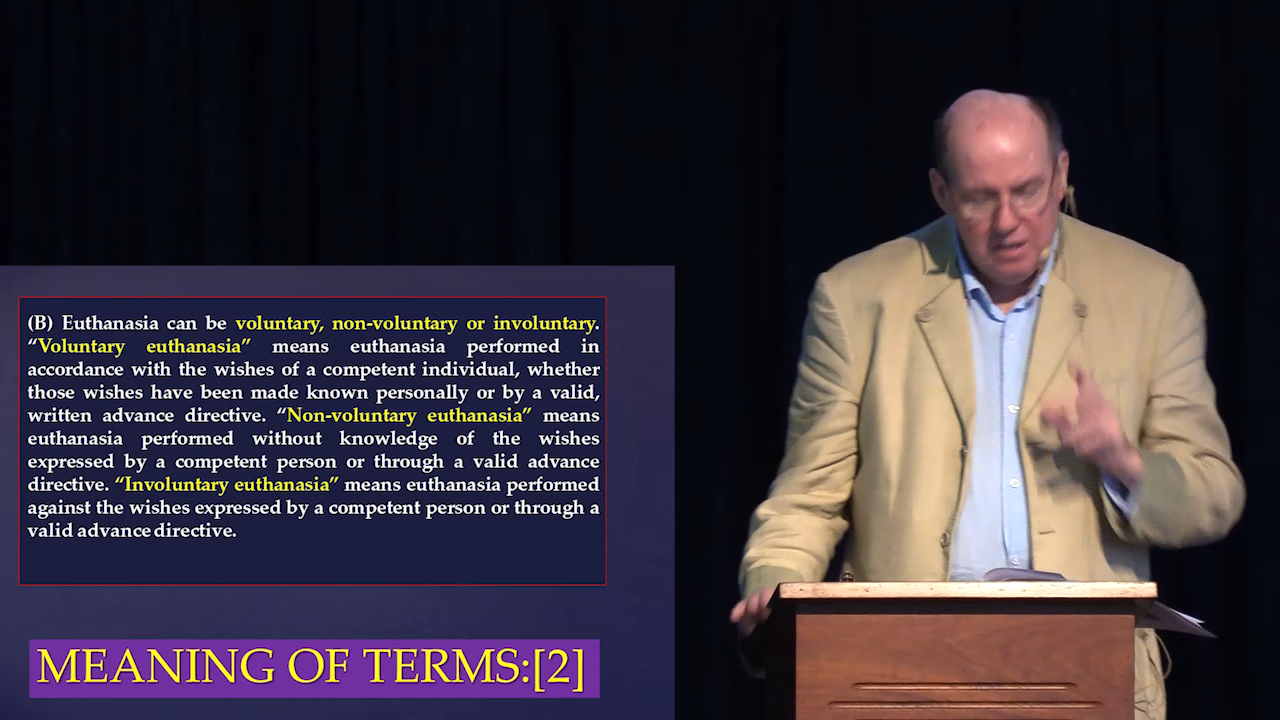 (B) Euthanasia can be voluntary, non-voluntary or involuntary.
“Voluntary euthanasia” means euthanasia performed in
accordance with the wishes of a competent individual, whether
those wishes have been made known personally or by a valid,
written advance directive. “Non-voluntary euthanasia” means
euthanasia performed without knowledge of the wishes
expressed by a competent person or through a valid advance
directive. “Involuntary euthanasia” means euthanasia performed
against the wishes expressed by a competent person or through a
valid advance directive.
MEANING OF TERMS:[2]